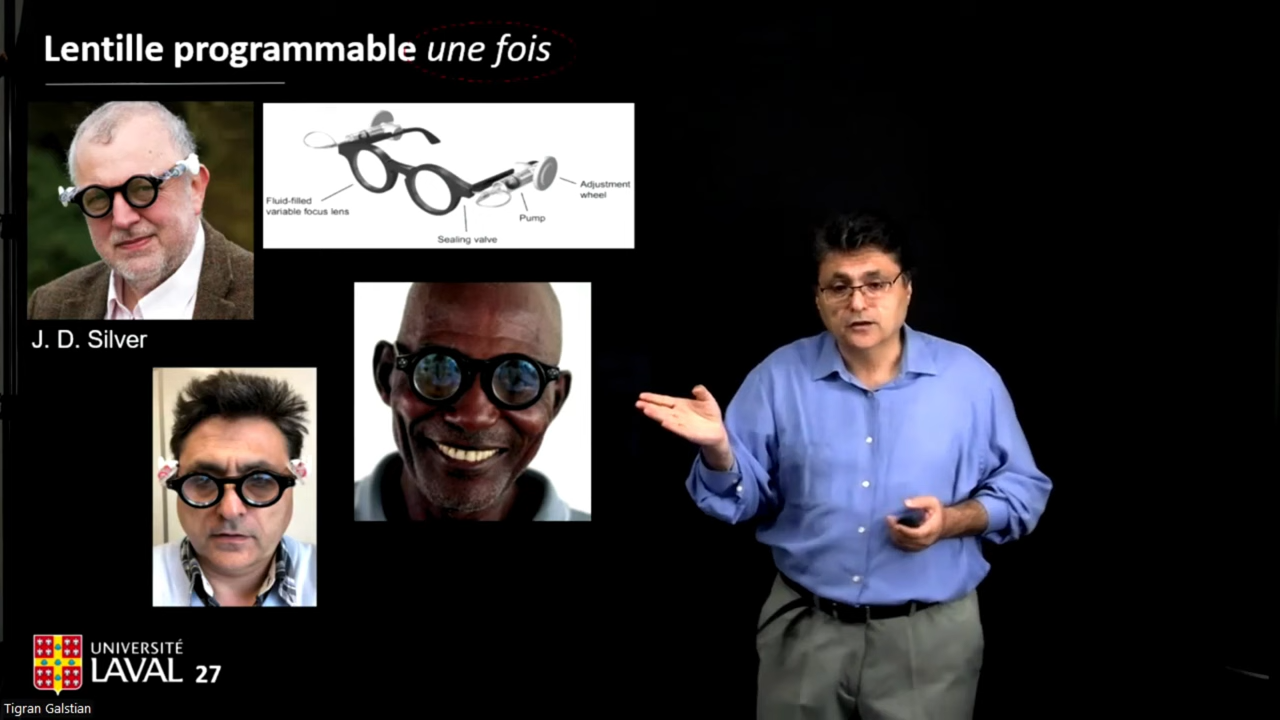 Lentille programmable une fois
Fluid-filled
variable focus lens
Adjustment
wheel
Pump
Sealing valve
J. D. Silver
UNIVERSITÉ
LAVAL 27
Tigran Galstian